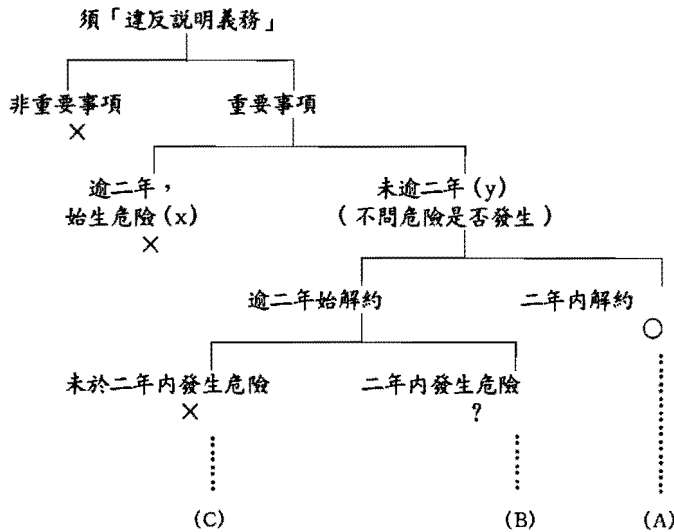 須「違反說明義務」
非重要事項
重要事項
×
逾二年，
始生危險(x)
×
未逾二年(y)
(不問危險是否發生)
逾二年始解約
二年內解約
○
未於二年內發生危險
×
二年內發生危險
?
(C)
(B)
(A)